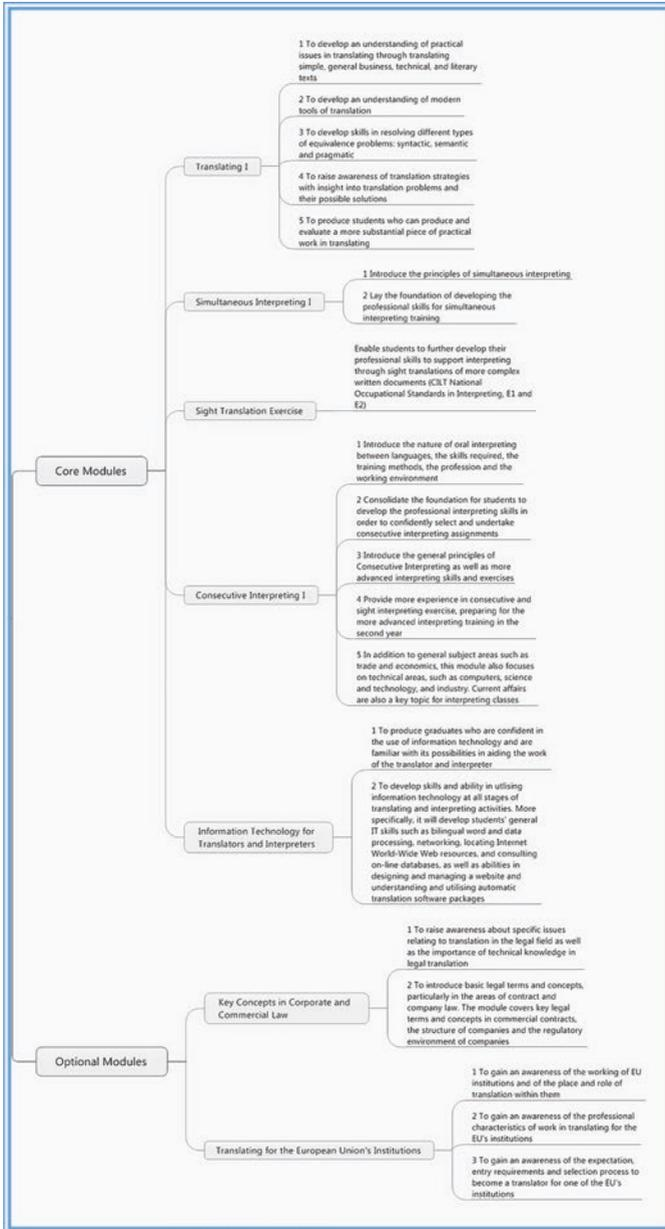 Core Modules
Translating I
1 To develop an understanding of practical
issues in translating through translating
simple, general business, technical, and literary
texts
2 To develop an understanding of modern
tools of translation
3 To develop skills in resolving different types
of equivalence problems: syntactic, semantic
and pragmatic
4 To raise awareness of translation strategies
with insight into translation problems and
their possible solutions
5 To produce students who can produce and
evaluate a more substantial piece of practical
work in translating
Simultaneous Interpreting I
1 Introduce the principles of simultaneous interpreting
2 Lay the foundation of developing the
professional skills for simultaneous
interpreting training
Sight Translation Exercise
Enable students to further develop their
professional skills to support interpreting
through sight translations of more complex
written documents (CILT National
Occupational Standards in Interpreting, E1 and
E2)
Consecutive Interpreting I
1 Introduce the nature of oral interpreting
between languages, the skills required, the
training methods, the profession and the
working environment
2 Consolidate the foundation for students to
develop the professional interpreting skills in
order to confidently select and undertake
consecutive interpreting assignments
3 Introduce the general principles of
Consecutive Interpreting as well as more
advanced interpreting skills and exercises
4 Provide more experience in consecutive and
sight interpreting exercise, preparing for the
more advanced interpreting training in the
second year
5 In addition to general subject areas such as
trade and economics, this module also focuses
on technical areas, such as computers, science
and technology, and industry. Current affairs
are also a key topic for interpreting classes
Information Technology for
Translators and Interpreters
1 To produce graduates who are confident in
the use of information technology and are
familiar with its possibilities in aiding the work
of the translator and interpreter
2 To develop skills and ability in utlising
information technology at all stages of
translating and interpreting activities. More
specifically, it will develop students' general
IT skills such as bilingual word and data
processing, networking, locating Internet
World-Wide Web resources, and consulting
on-line databases, as well as abilities in
designing and managing a website and
understanding and utilising automatic
translation software packages
Optional Modules
Key Concepts in Corporate and
Commercial Law
1 To raise awareness about specific issues
relating to translation in the legal field as well
as the importance of technical knowledge in
legal translation
2 To introduce basic legal terms and concepts,
particularly in the areas of contract and
company law. The module covers key legal
terms and concepts in commercial contracts,
the structure of companies and the regulatory
environment of companies
Translating for the European Union's Institutions
1 To gain an awareness of the working of EU
institutions and of the place and role of
translation within them
2 To gain an awareness of the professional
characteristics of work in translating for the
EU's institutions
3 To gain an awareness of the expectation,
entry requirements and selection process to
become a translator for one of the EU's
institutions